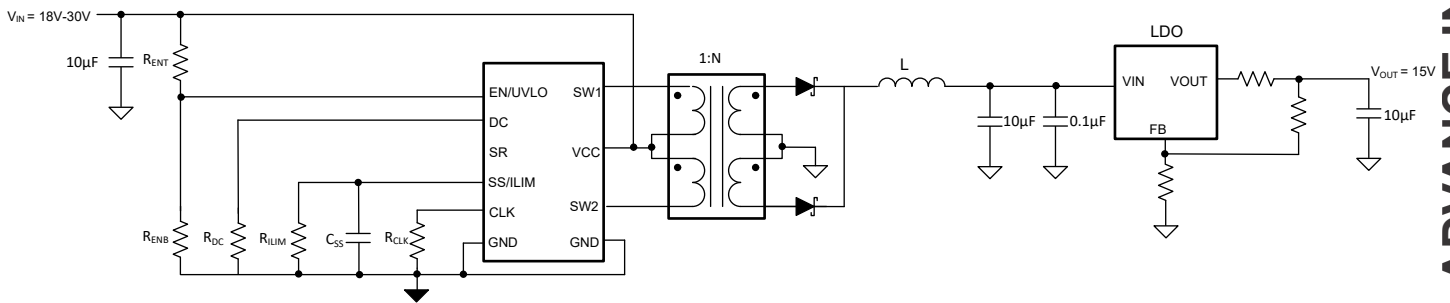 V_IN = 18V-30V
10µF
R_ENT
R_ENB
R_DC
R_ILIM
C_SS
R_CLK
EN/UVLO
DC
SR
SS/ILIM
CLK
GND
SW1
VCC
SW2
GND
1:N
L
10µF
0.1µF
LDO
VIN
VOUT
FB
V_OUT = 15V
10µF